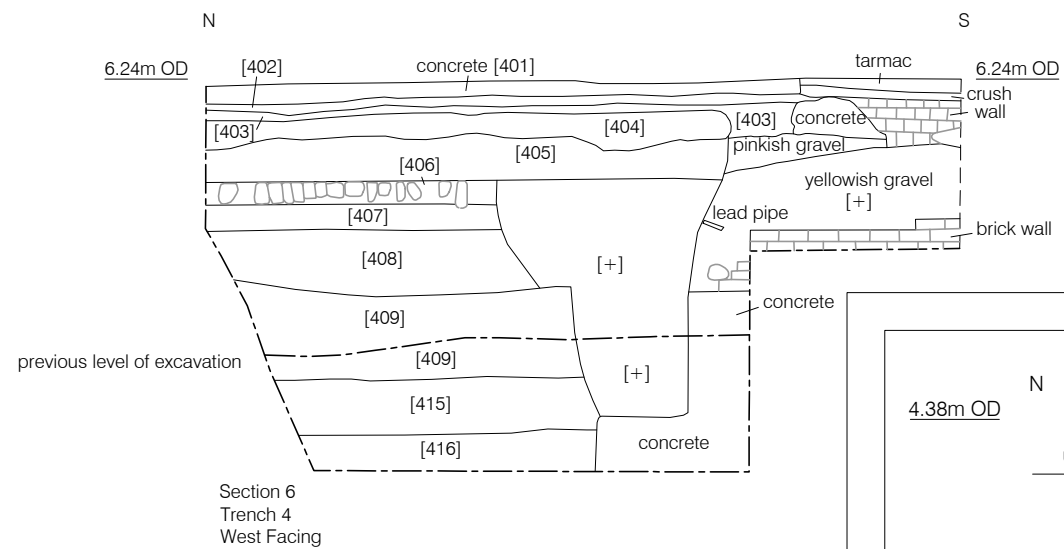 N
S
6.24m OD
[402]
concrete [401]
tarmac
6.24m OD
crush
wall
[403]
[404]
[403]
concrete
pinkish gravel
[405]
[406]
yellowish gravel
[+]
[407]
lead pipe
brick wall
[408]
[+]
concrete
[409]
previous level of excavation
[409]
[+]
N
4.38m OD
[415]
[416]
concrete
Section 6
Trench 4
West Facing